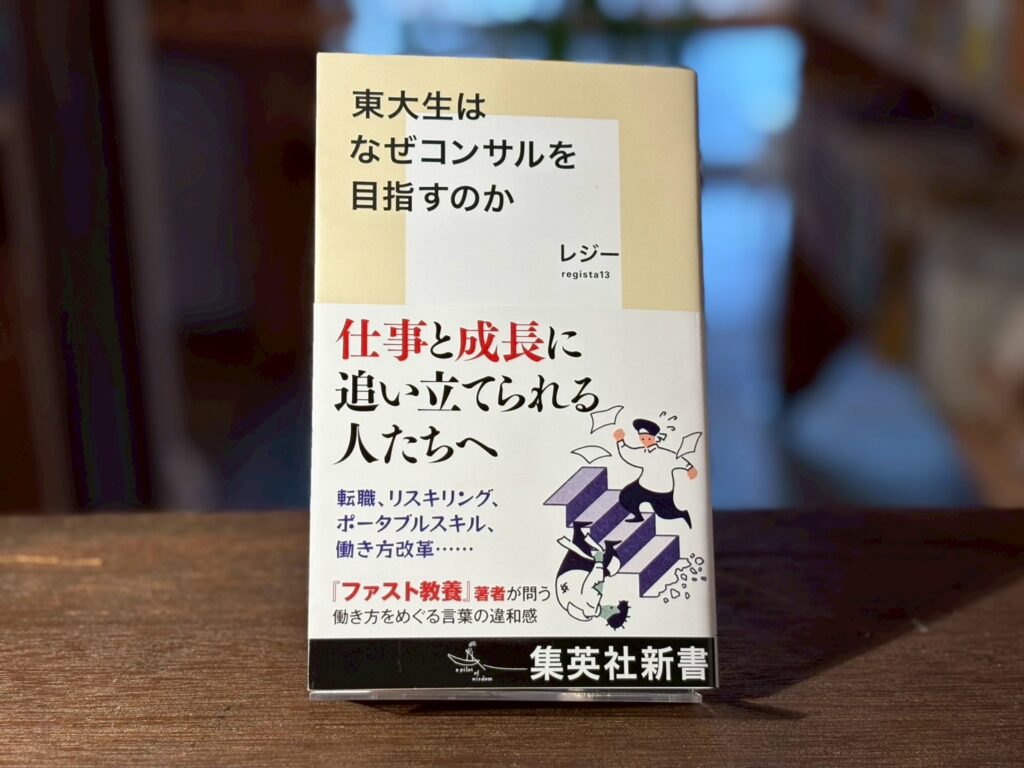 東大生は
なぜコンサルを
目指すのか
レジー
regista13
仕事と成長に
追い立てられる
人たちへ
転職、リスキリング、
ポータブルスキル、
働き方改革……
『ファスト教養』著者が問う
働き方をめぐる言葉の違和感
a pilot of wisdom
集英社新書